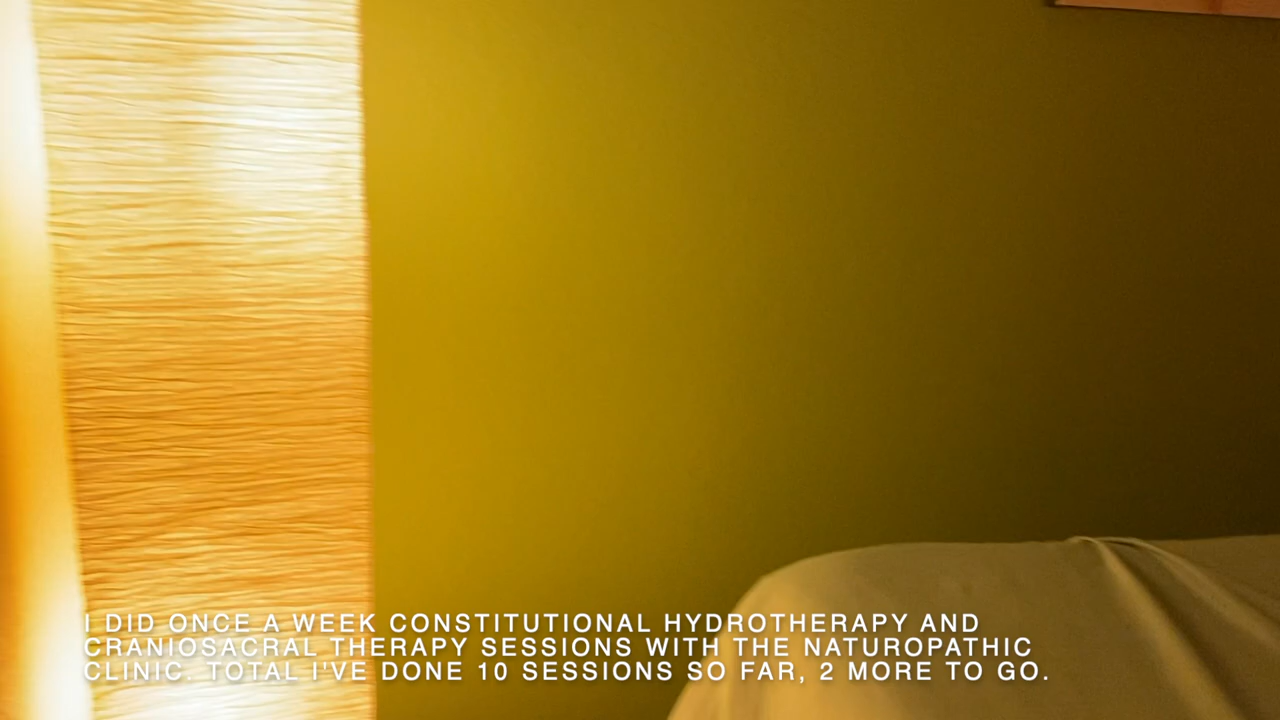 I DID ONCE A WEEK CONSTITUTIONAL HYDROTHERAPY AND
CRANIOSACRAL THERAPY SESSIONS WITH THE NATUROPATHIC
CLINIC. TOTAL I'VE DONE 10 SESSIONS SO FAR, 2 MORE TO GO.